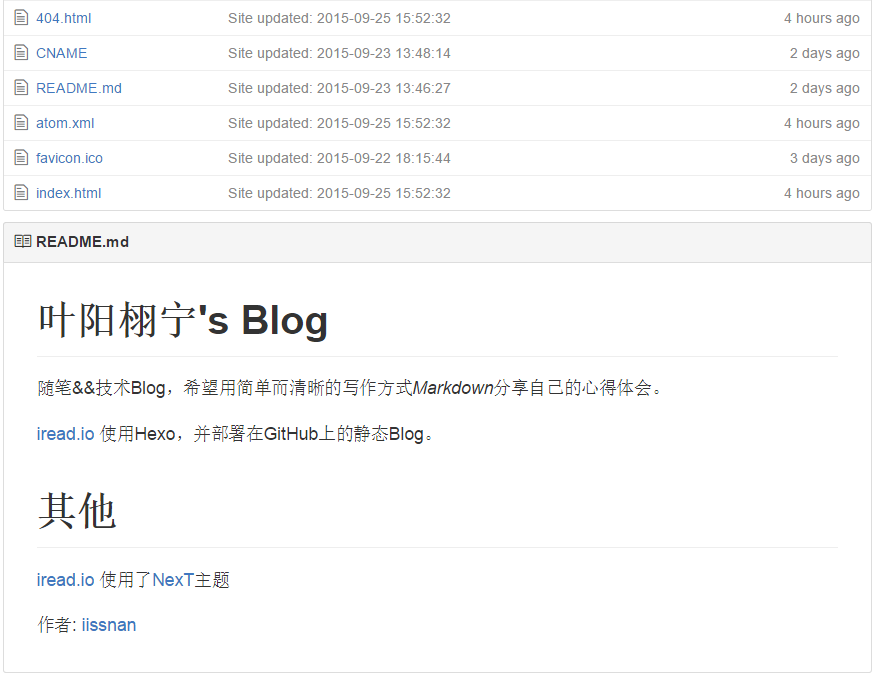 404.html Site updated: 2015-09-25 15:52:32 4 hours ago
CNAME Site updated: 2015-09-23 13:48:14 2 days ago
README.md Site updated: 2015-09-23 13:46:27 2 days ago
atom.xml Site updated: 2015-09-25 15:52:32 4 hours ago
favicon.ico Site updated: 2015-09-22 18:15:44 3 days ago
index.html Site updated: 2015-09-25 15:52:32 4 hours ago
README.md
叶阳栩宁's Blog
随笔&&技术Blog，希望用简单而清晰的写作方式Markdown分享自己的心得体会。
iread.io 使用Hexo，并部署在GitHub上的静态Blog。
其他
iread.io 使用了NexT主题
作者: iissnan